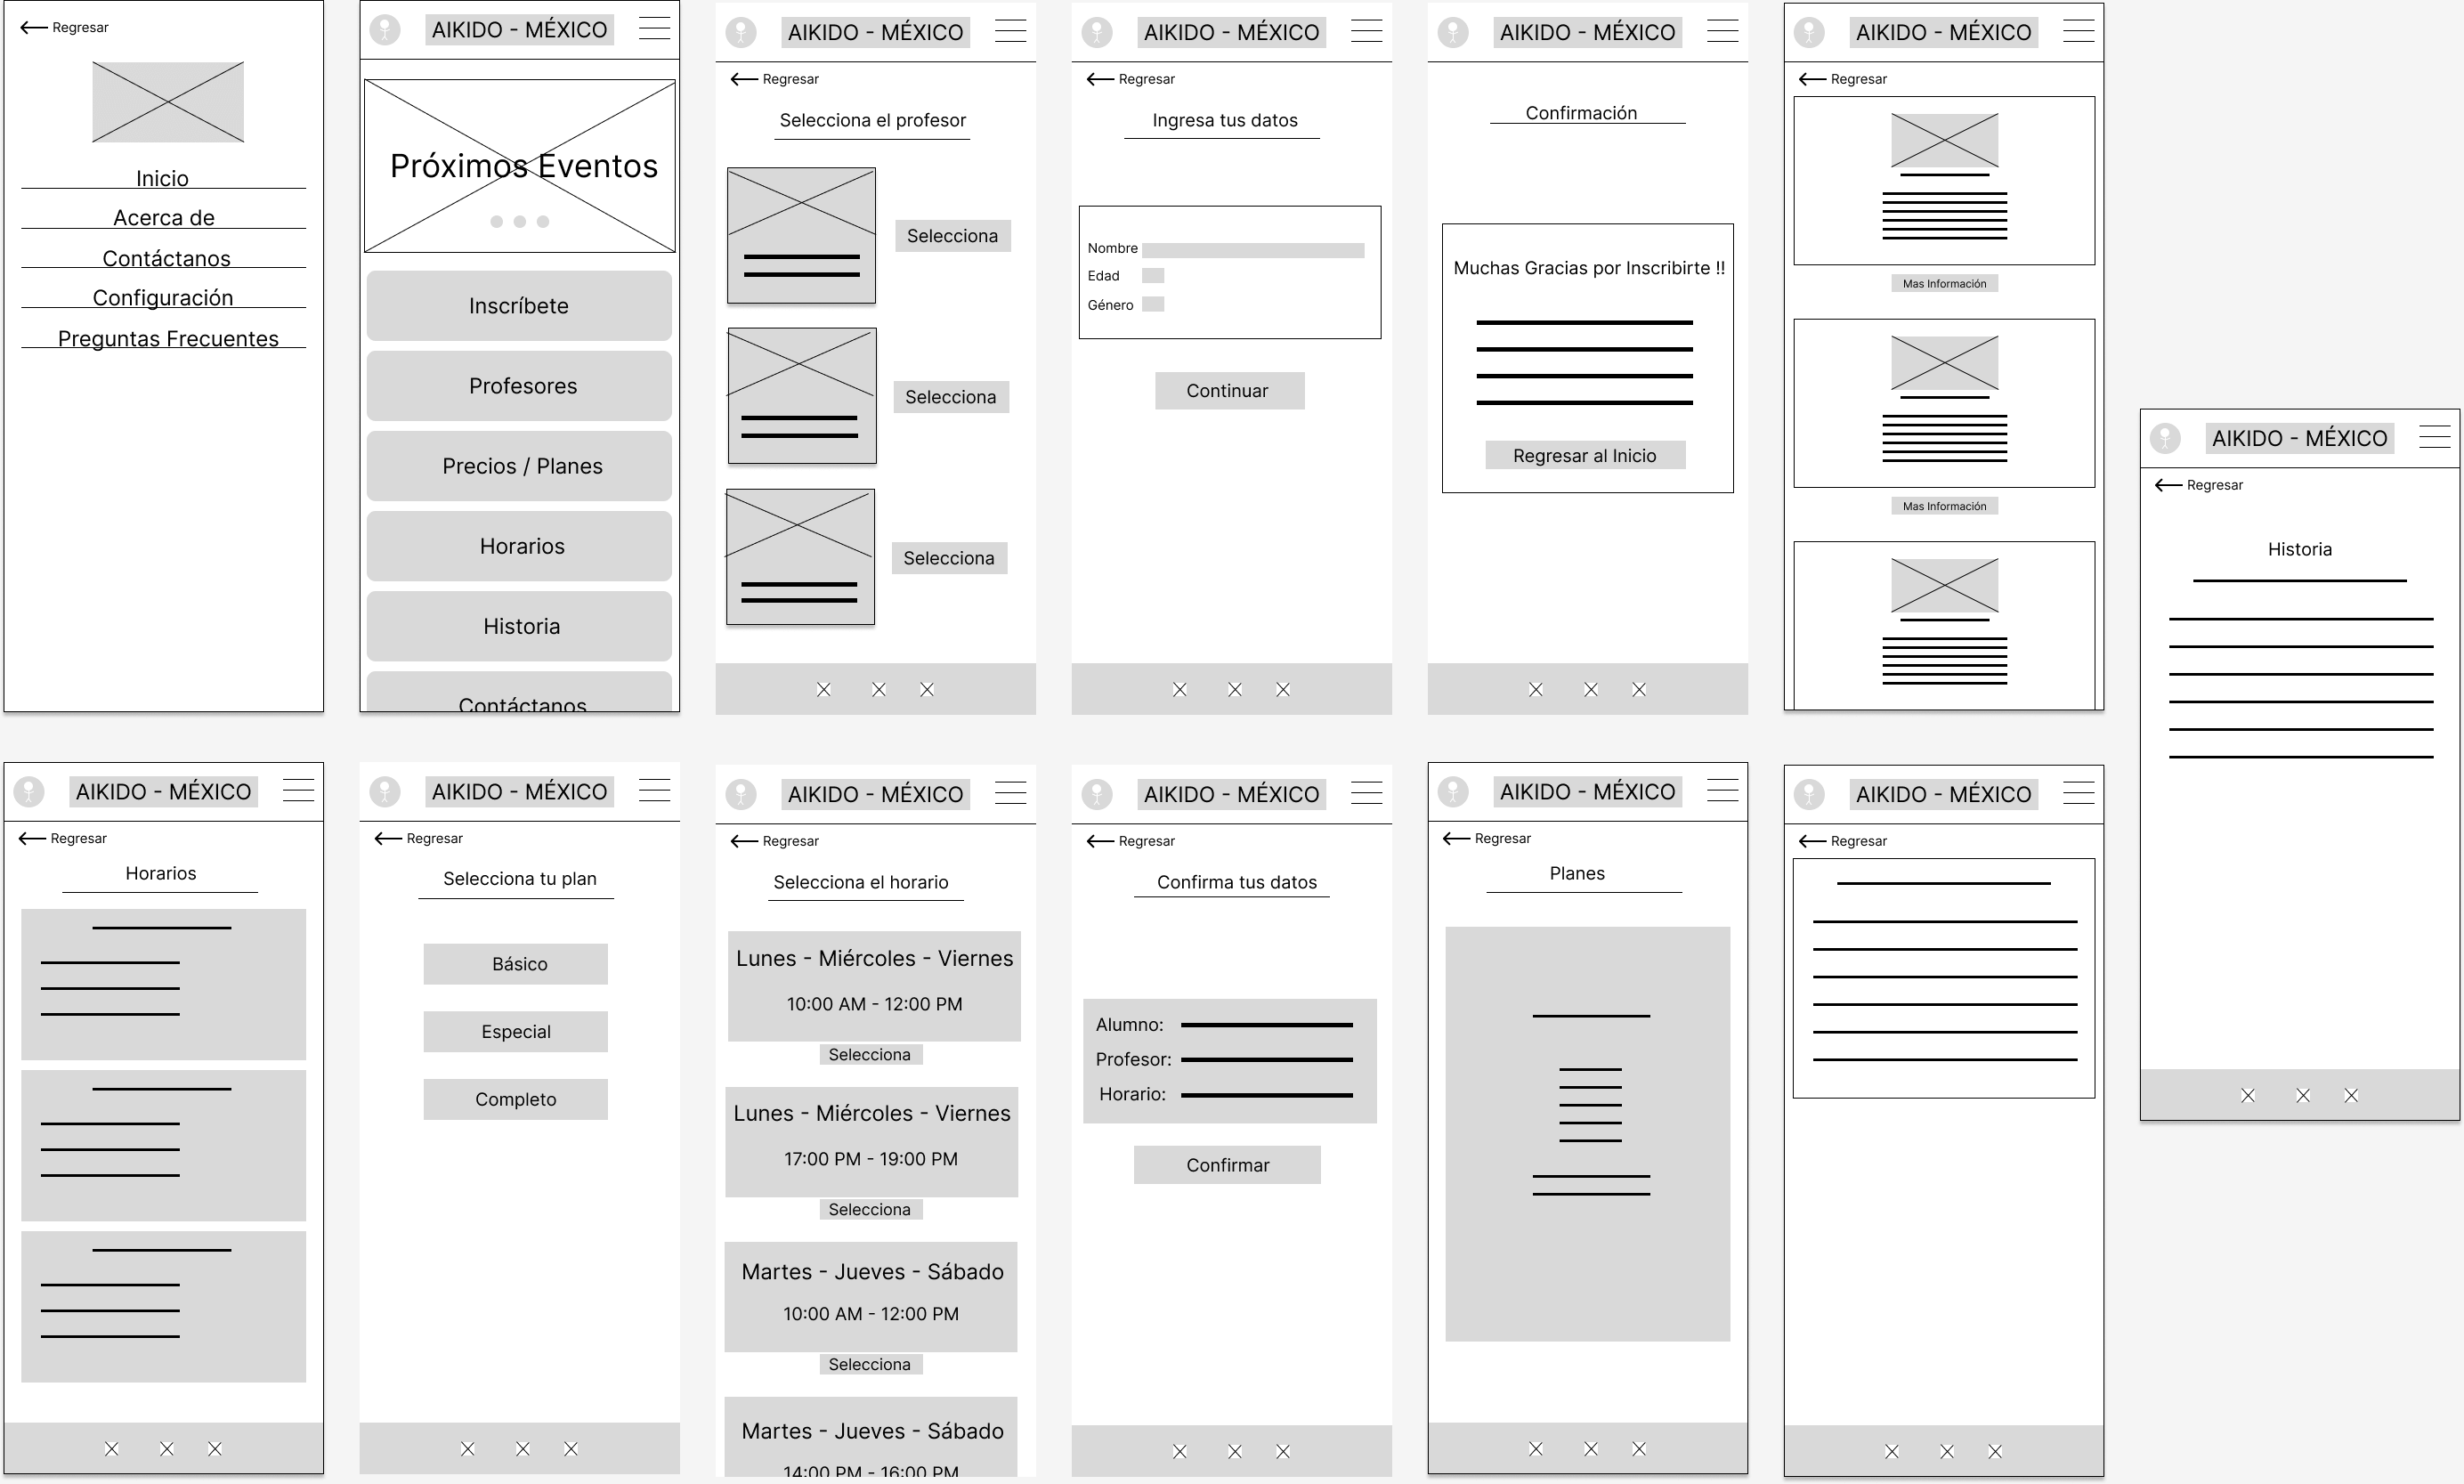 Regresar
Inicio
Acerca de
Contáctanos
Configuración
Preguntas Frecuentes
AIKIDO - MÉXICO
Próximos Eventos
Inscríbete
Profesores
Precios / Planes
Horarios
Historia
Contáctanos
AIKIDO - MÉXICO
Regresar
Selecciona el profesor
Selecciona
Selecciona
Selecciona
AIKIDO - MÉXICO
Regresar
Ingresa tus datos
Nombre
Edad
Género
Continuar
AIKIDO - MÉXICO
Confirmación
Muchas Gracias por Inscribirte !!
Regresar al Inicio
AIKIDO - MÉXICO
Regresar
Mas Información
Mas Información
AIKIDO - MÉXICO
Regresar
Historia
AIKIDO - MÉXICO
Regresar
Horarios
AIKIDO - MÉXICO
Regresar
Selecciona tu plan
Básico
Especial
Completo
AIKIDO - MÉXICO
Regresar
Selecciona el horario
Lunes - Miércoles - Viernes
10:00 AM - 12:00 PM
Selecciona
Lunes - Miércoles - Viernes
17:00 PM - 19:00 PM
Selecciona
Martes - Jueves - Sábado
10:00 AM - 12:00 PM
Selecciona
Martes - Jueves - Sábado
14:00 PM - 16:00 PM
AIKIDO - MÉXICO
Regresar
Confirma tus datos
Alumno:
Profesor:
Horario:
Confirmar
AIKIDO - MÉXICO
Regresar
Planes
AIKIDO - MÉXICO
Regresar